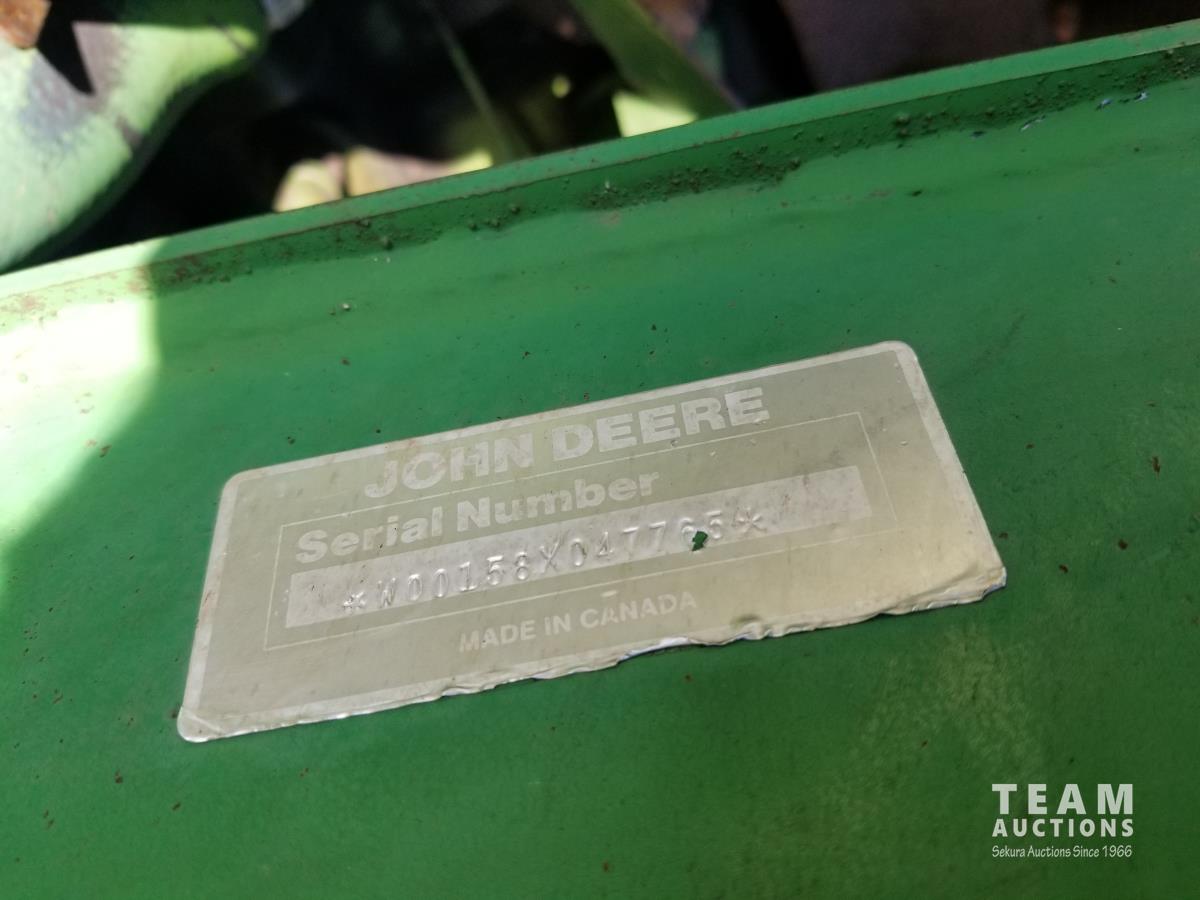 JOHN DEERE
Serial Number
*W00158X047765*
MADE IN CANADA
TEAM
AUCTIONS
Sekura Auctions Since 1966